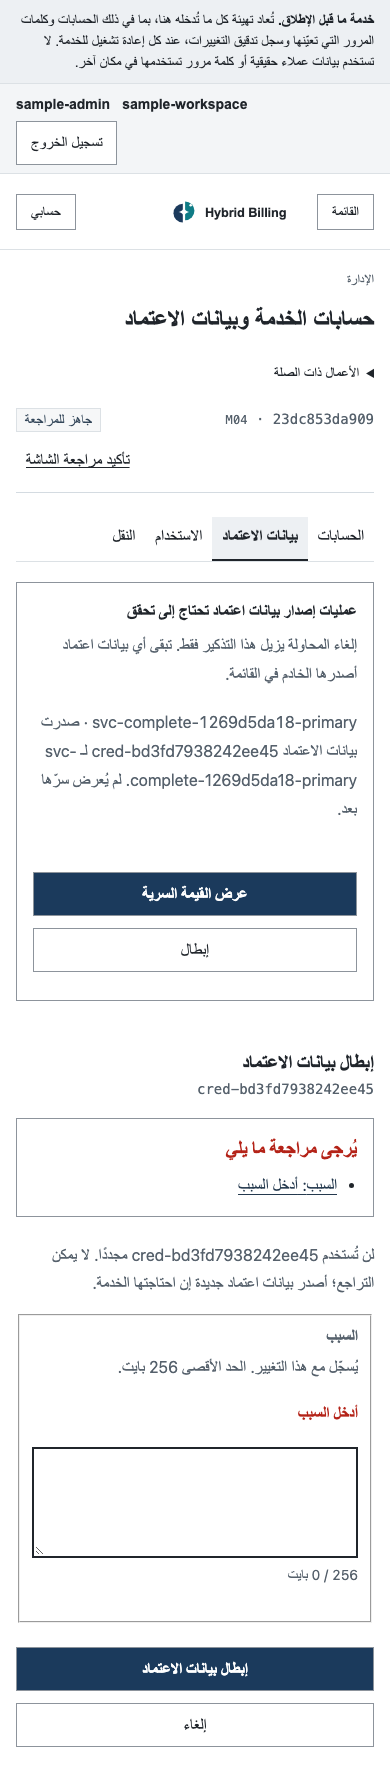 خدمة ما قبل الإطلاق. تُعاد تهيئة كل ما تُدخله هنا، بما في ذلك الحسابات وكلمات
المرور التي تعيّنها وسجل تدقيق التغييرات، عند كل إعادة تشغيل للخدمة. لا
تستخدم بيانات عملاء حقيقية أو كلمة مرور تستخدمها في مكان آخر.
sample-admin sample-workspace
تسجيل الخروج
القائمة
Hybrid Billing
حسابي
الإدارة
حسابات الخدمة وبيانات الاعتماد
الأعمال ذات الصلة
M04 · 23dc853da909
جاهز للمراجعة
تأكيد مراجعة الشاشة
الحسابات
بيانات الاعتماد
الاستخدام
النقل
عمليات إصدار بيانات اعتماد تحتاج إلى تحقق
إلغاء المحاولة يزيل هذا التذكير فقط. تبقى أي بيانات اعتماد
أصدرها الخادم في القائمة.
svc-complete-1269d5da18-primary · صدرت
بيانات الاعتماد cred-bd3fd7938242ee45 لـ svc-
complete-1269d5da18-primary. لم يُعرض سرّها
بعد.
عرض القيمة السرية
إبطال
إبطال بيانات الاعتماد
cred-bd3fd7938242ee45
يُرجى مراجعة ما يلي
• السبب: أدخل السبب
لن تُستخدم cred-bd3fd7938242ee45 مجددًا. لا يمكن
التراجع؛ أصدر بيانات اعتماد جديدة إن احتاجتها الخدمة.
السبب
يُسجّل مع هذا التغيير. الحد الأقصى 256 بايت.
أدخل السبب
256 / 0 بايت
إبطال بيانات الاعتماد
إلغاء